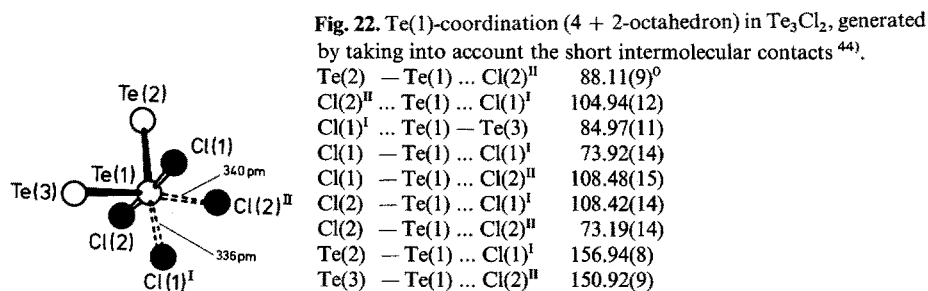 Fig. 22. Te(1)-coordination (4 + 2-octahedron) in Te₃Cl₂, generated
by taking into account the short intermolecular contacts ⁴⁴⁾.
Te(2) — Te(1) ... Cl(2)ᴵᴵ 88.11(9)⁰
Cl(2)ᴵᴵ ... Te(1) ... Cl(1)ᴵ 104.94(12)
Cl(1)ᴵ ... Te(1) — Te(3) 84.97(11)
Cl(1) — Te(1) ... Cl(1)ᴵ 73.92(14)
Cl(1) — Te(1) ... Cl(2)ᴵᴵ 108.48(15)
Cl(2) — Te(1) ... Cl(1)ᴵ 108.42(14)
Cl(2) — Te(1) ... Cl(2)ᴵᴵ 73.19(14)
Te(2) — Te(1) ... Cl(1)ᴵ 156.94(8)
Te(3) — Te(1) ... Cl(2)ᴵᴵ 150.92(9)
Te(2)
Cl(1)
Te(1)
340pm
Te(3)
Cl(2)ᴵᴵ
Cl(2)
336pm
Cl(1)ᴵ